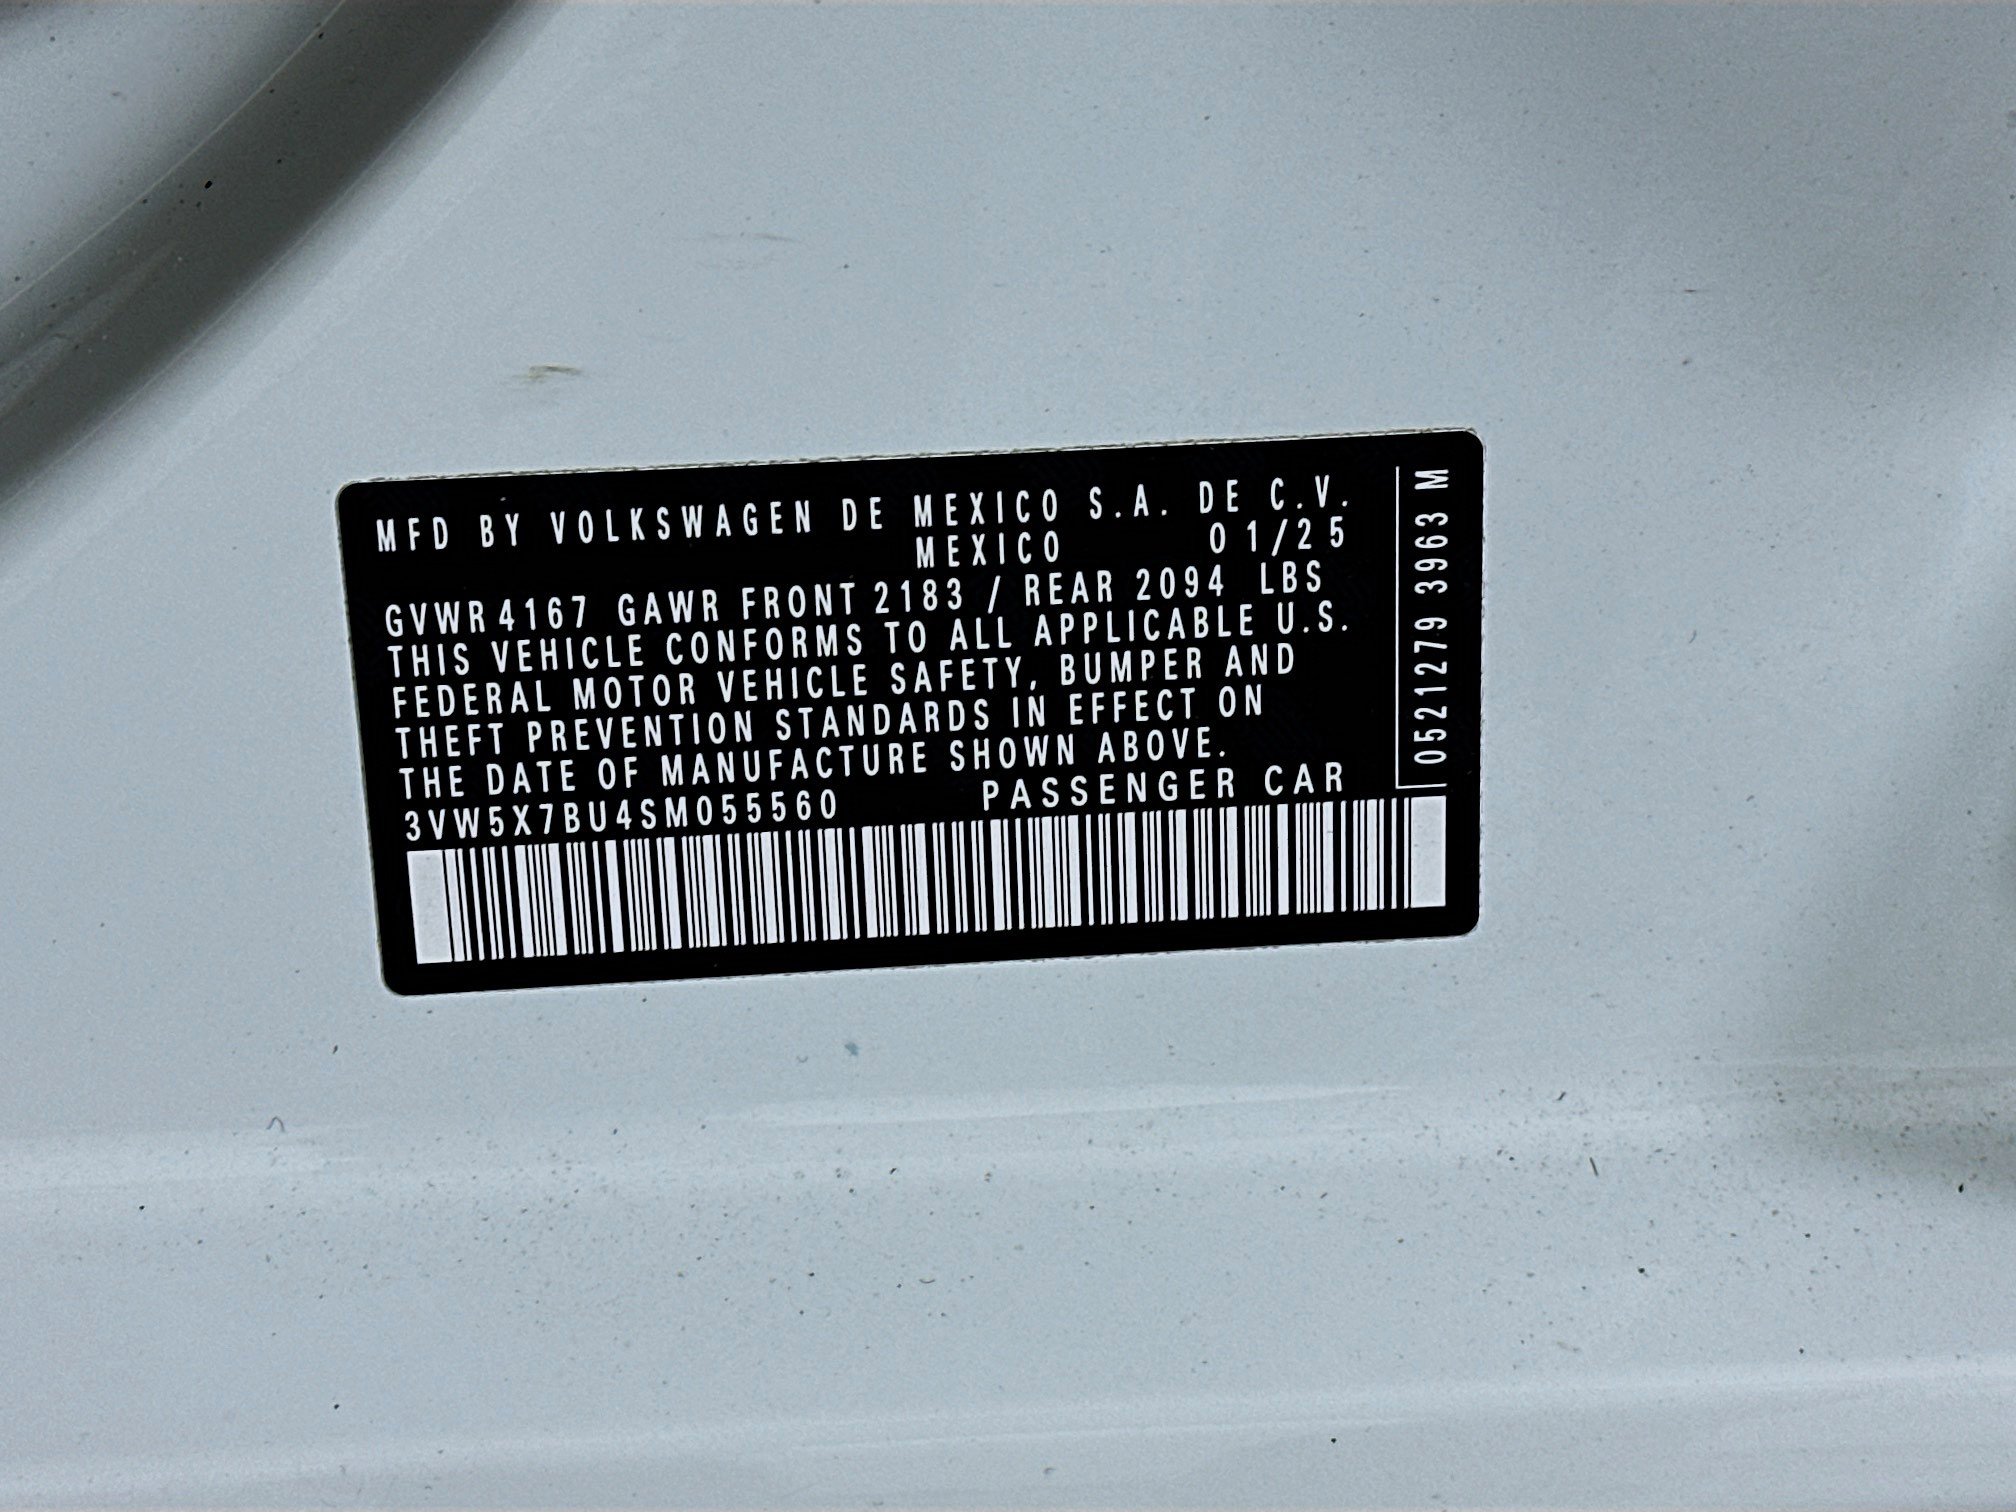 MFD BY VOLKSWAGEN DE MEXICO S.A. DE C.V.
MEXICO 01/25
GVWR 4167 GAWR FRONT 2183 / REAR 2094 LBS
THIS VEHICLE CONFORMS TO ALL APPLICABLE U.S.
FEDERAL MOTOR VEHICLE SAFETY, BUMPER AND
THEFT PREVENTION STANDARDS IN EFFECT ON
THE DATE OF MANUFACTURE SHOWN ABOVE.
3VW5X7BU4SM055560 PASSENGER CAR
0521279 3963 M